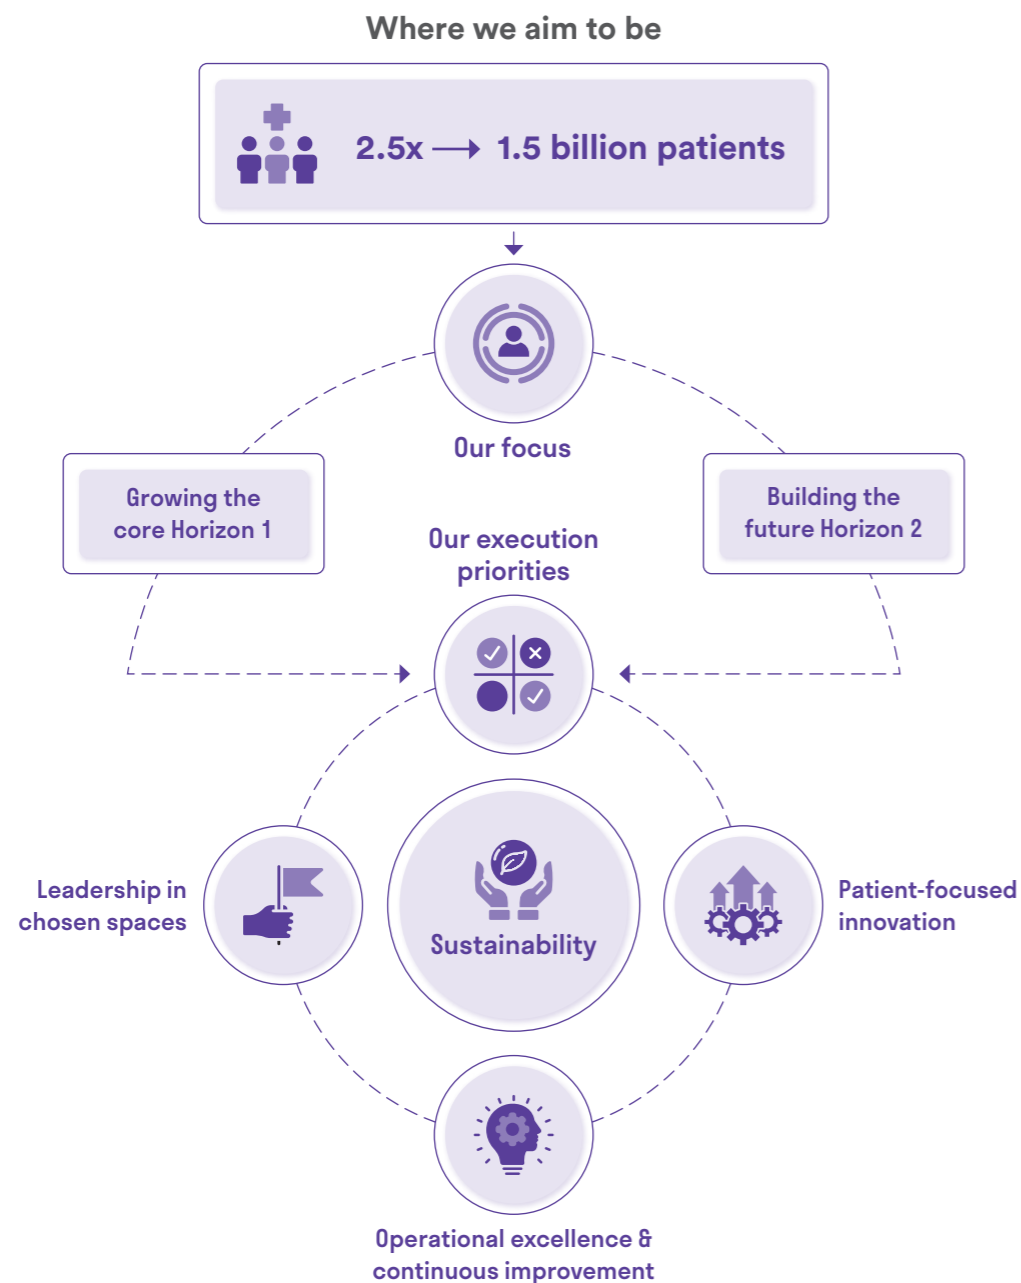 Where we aim to be
2.5x → 1.5 billion patients
Our focus
Growing the
core Horizon 1
Building the
future Horizon 2
Our execution
priorities
Leadership in
chosen spaces
Sustainability
Patient-focused
innovation
Operational excellence &
continuous improvement